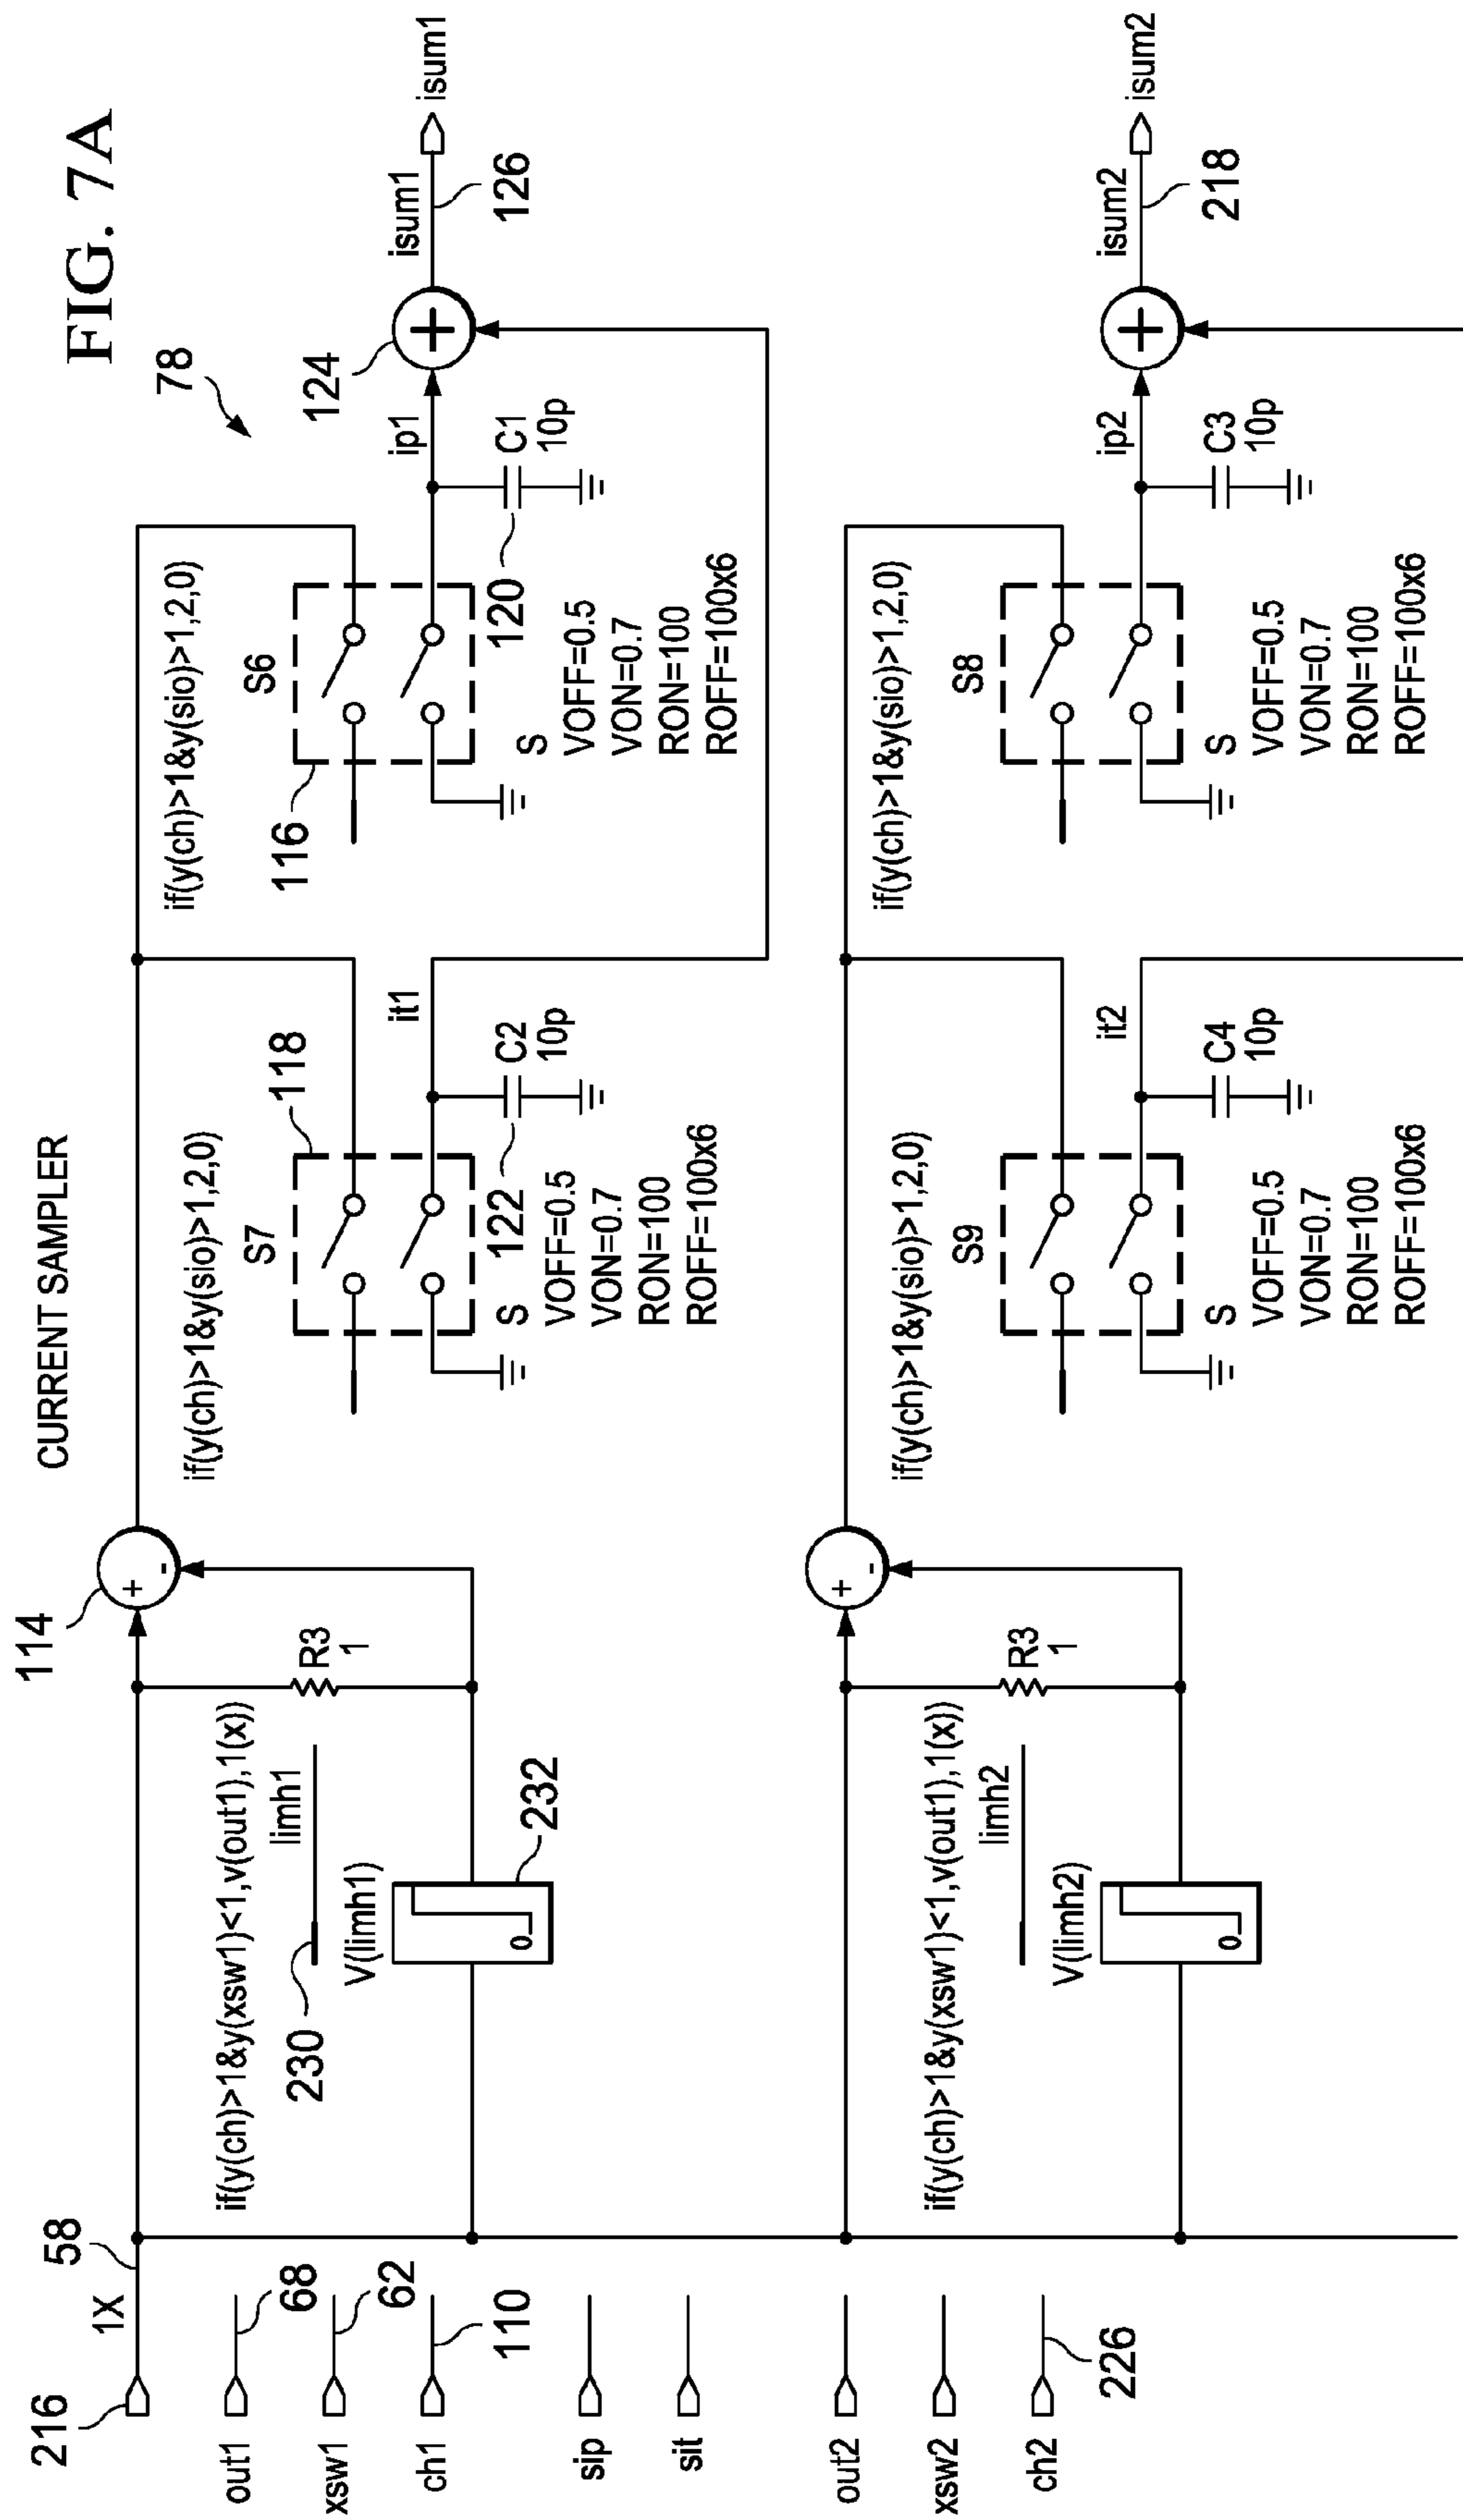 FIG. 7A
CURRENT SAMPLER
78
216
1X
58
114
if(y(ch)>1&y(xsw1)<1,v(out1),1(x))
limh1
230
V(limh1)
0
232
R3
1
if(y(ch)>1&y(sio)>1,2,0)
S7
118
it1
C2
10p
122
S
VOFF=0.5
VON=0.7
RON=100
ROFF=100x6
if(y(ch)>1&y(sio)>1,2,0)
S6
116
ip1
C1
10p
120
S
VOFF=0.5
VON=0.7
RON=100
ROFF=100x6
124
isum1
126
isum1
out1
68
xsw1
62
ch1
110
sip
sit
out2
xsw2
ch2
226
if(y(ch)>1&y(xsw1)<1,v(out1),1(x))
limh2
V(limh2)
0
R3
1
if(y(ch)>1&y(sio)>1,2,0)
S9
it2
C4
10p
S
VOFF=0.5
VON=0.7
RON=100
ROFF=100x6
if(y(ch)>1&y(sio)>1,2,0)
S8
ip2
C3
10p
S
VOFF=0.5
VON=0.7
RON=100
ROFF=100x6
isum2
218
isum2